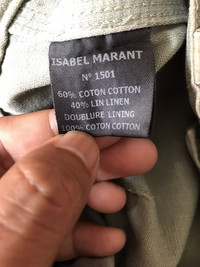 ISABEL MARANT
N° 1501
60% COTON COTTON
40% LIN LINEN
DOUBLURE LINING
100% COTON COTTON